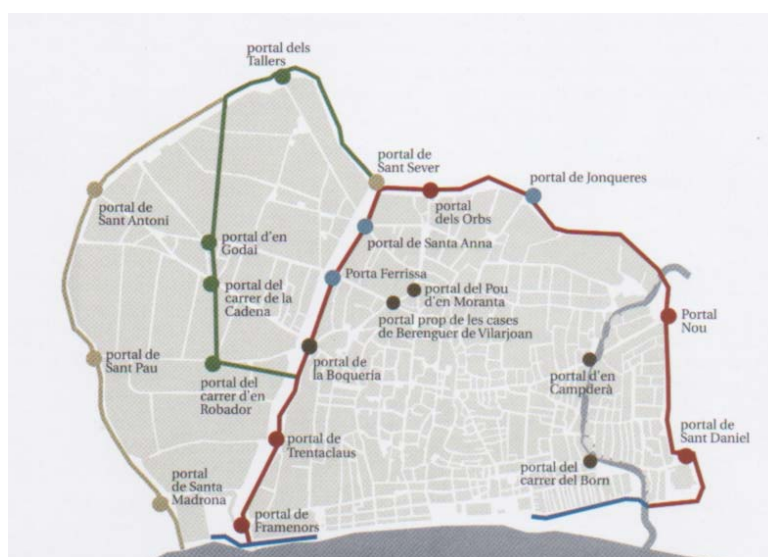 portal dels
Tallers
portal de
Sant Sever
portal de Jonqueres
portal
dels Orbs
portal de
Sant Antoni
portal de Santa Anna
portal d'en
Godai
Porta Ferrissa
portal del
carrer de la
Cadena
portal del Pou
d'en Moranta
portal prop de les cases
de Berenguer de Vilarjoan
Portal
Nou
portal de
Sant Pau
portal de
la Boqueria
portal del
carrer d'en
Robador
portal d'en
Campderà
portal de
Trentaclaus
portal de
Sant Daniel
portal
de Santa
Madrona
portal del
carrer del Born
portal de
Framenors